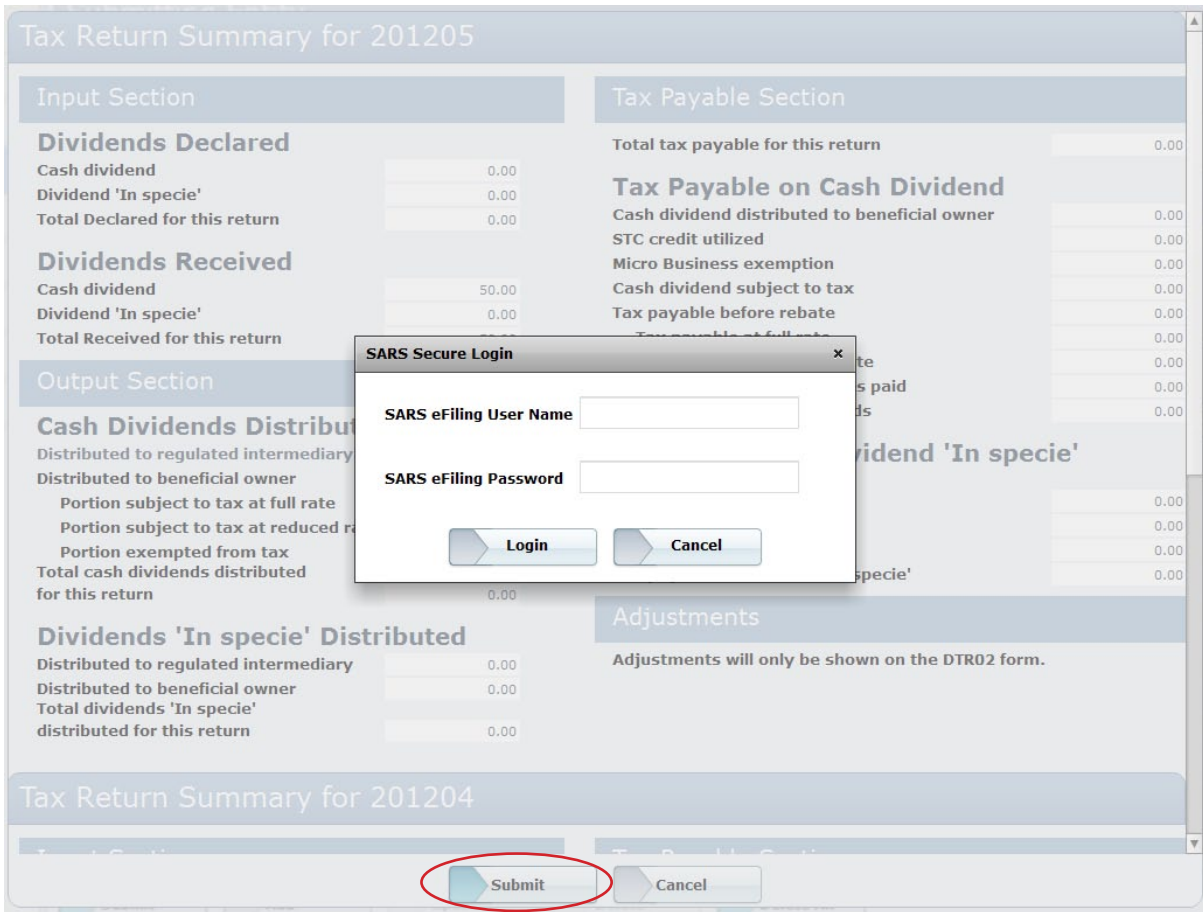 Tax Return Summary for 201205
Input Section
Dividends Declared
Cash dividend 0.00
Dividend 'In specie' 0.00
Total Declared for this return 0.00
Dividends Received
Cash dividend 50.00
Dividend 'In specie' 0.00
Total Received for this return
Output Section
Cash Dividends Distribut
Distributed to regulated intermediary
Distributed to beneficial owner
Portion subject to tax at full rate
Portion subject to tax at reduced ra
Portion exempted from tax
Total cash dividends distributed
for this return 0.00
Dividends 'In specie' Distributed
Distributed to regulated intermediary 0.00
Distributed to beneficial owner 0.00
Total dividends 'In specie'
distributed for this return 0.00
Tax Payable Section
Total tax payable for this return 0.00
Tax Payable on Cash Dividend
Cash dividend distributed to beneficial owner 0.00
STC credit utilized 0.00
Micro Business exemption 0.00
Cash dividend subject to tax 0.00
Tax payable before rebate 0.00
Tax payable at full rate 0.00
te 0.00
s paid 0.00
ds 0.00
vidend 'In specie'
0.00
0.00
0.00
specie' 0.00
Adjustments
Adjustments will only be shown on the DTR02 form.
SARS Secure Login x
SARS eFiling User Name
SARS eFiling Password
Login Cancel
Tax Return Summary for 201204
Submit Cancel